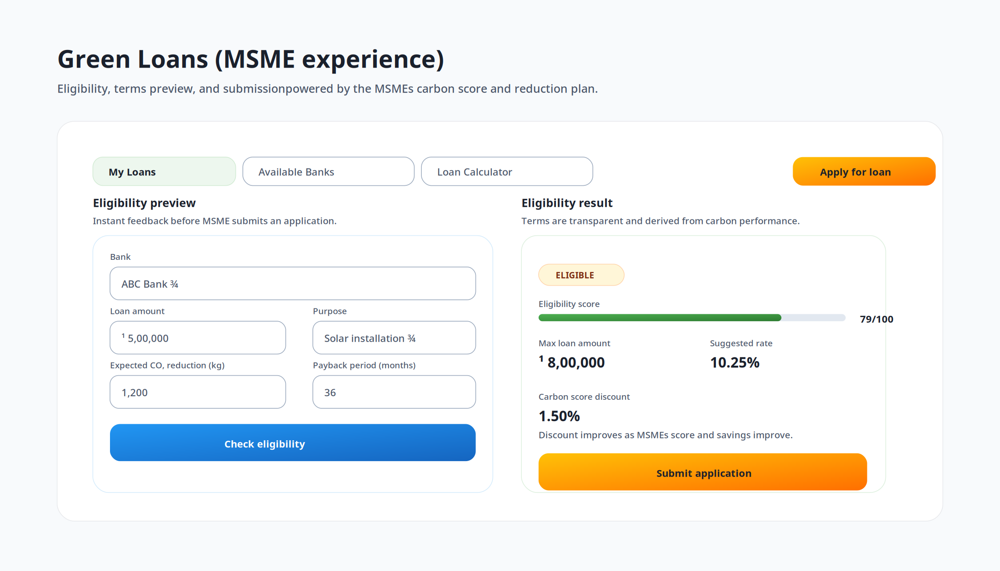 Green Loans (MSME experience)
Eligibility, terms preview, and submissionpowered by the MSMEs carbon score and reduction plan.
My Loans
Available Banks
Loan Calculator
Apply for loan
Eligibility preview
Instant feedback before MSME submits an application.
Bank
ABC Bank ¾
Loan amount
Purpose
¹ 5,00,000
Solar installation ¾
Expected CO, reduction (kg)
Payback period (months)
1,200
36
Check eligibility
Eligibility result
Terms are transparent and derived from carbon performance.
ELIGIBLE
Eligibility score
79/100
Max loan amount
Suggested rate
¹ 8,00,000
10.25%
Carbon score discount
1.50%
Discount improves as MSMEs score and savings improve.
Submit application